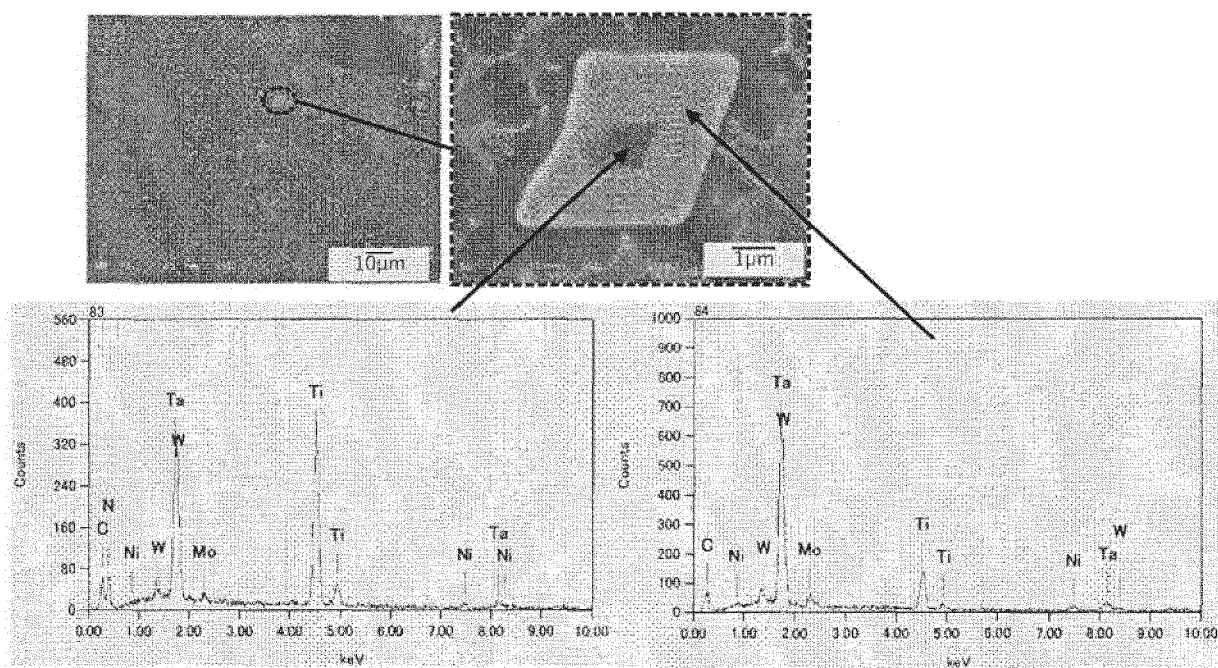 10μm
1μm
83
560
480
400
320
240
160
80
0
Counts
C
N
Ni
W
Ta
W
Mo
Ti
Ti
Ni
Ta
Ni
0.00 1.00 2.00 3.00 4.00 5.00 6.00 7.00 8.00 9.00 10.00
keV
84
1000
900
800
700
600
500
400
300
200
100
0
Counts
C
Ni
W
Ta
W
Mo
Ti
Ti
Ni
W
Ta
0.00 1.00 2.00 3.00 4.00 5.00 6.00 7.00 8.00 9.00 10.00
keV